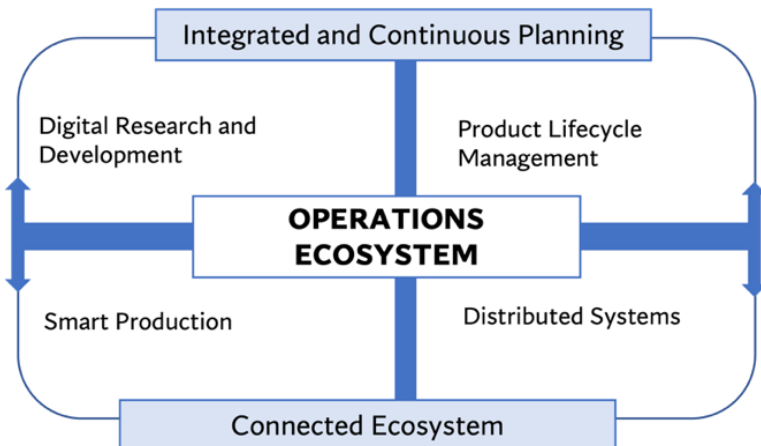 Integrated and Continuous Planning
Digital Research and
Development
Product Lifecycle
Management
OPERATIONS
ECOSYSTEM
Smart Production
Distributed Systems
Connected Ecosystem